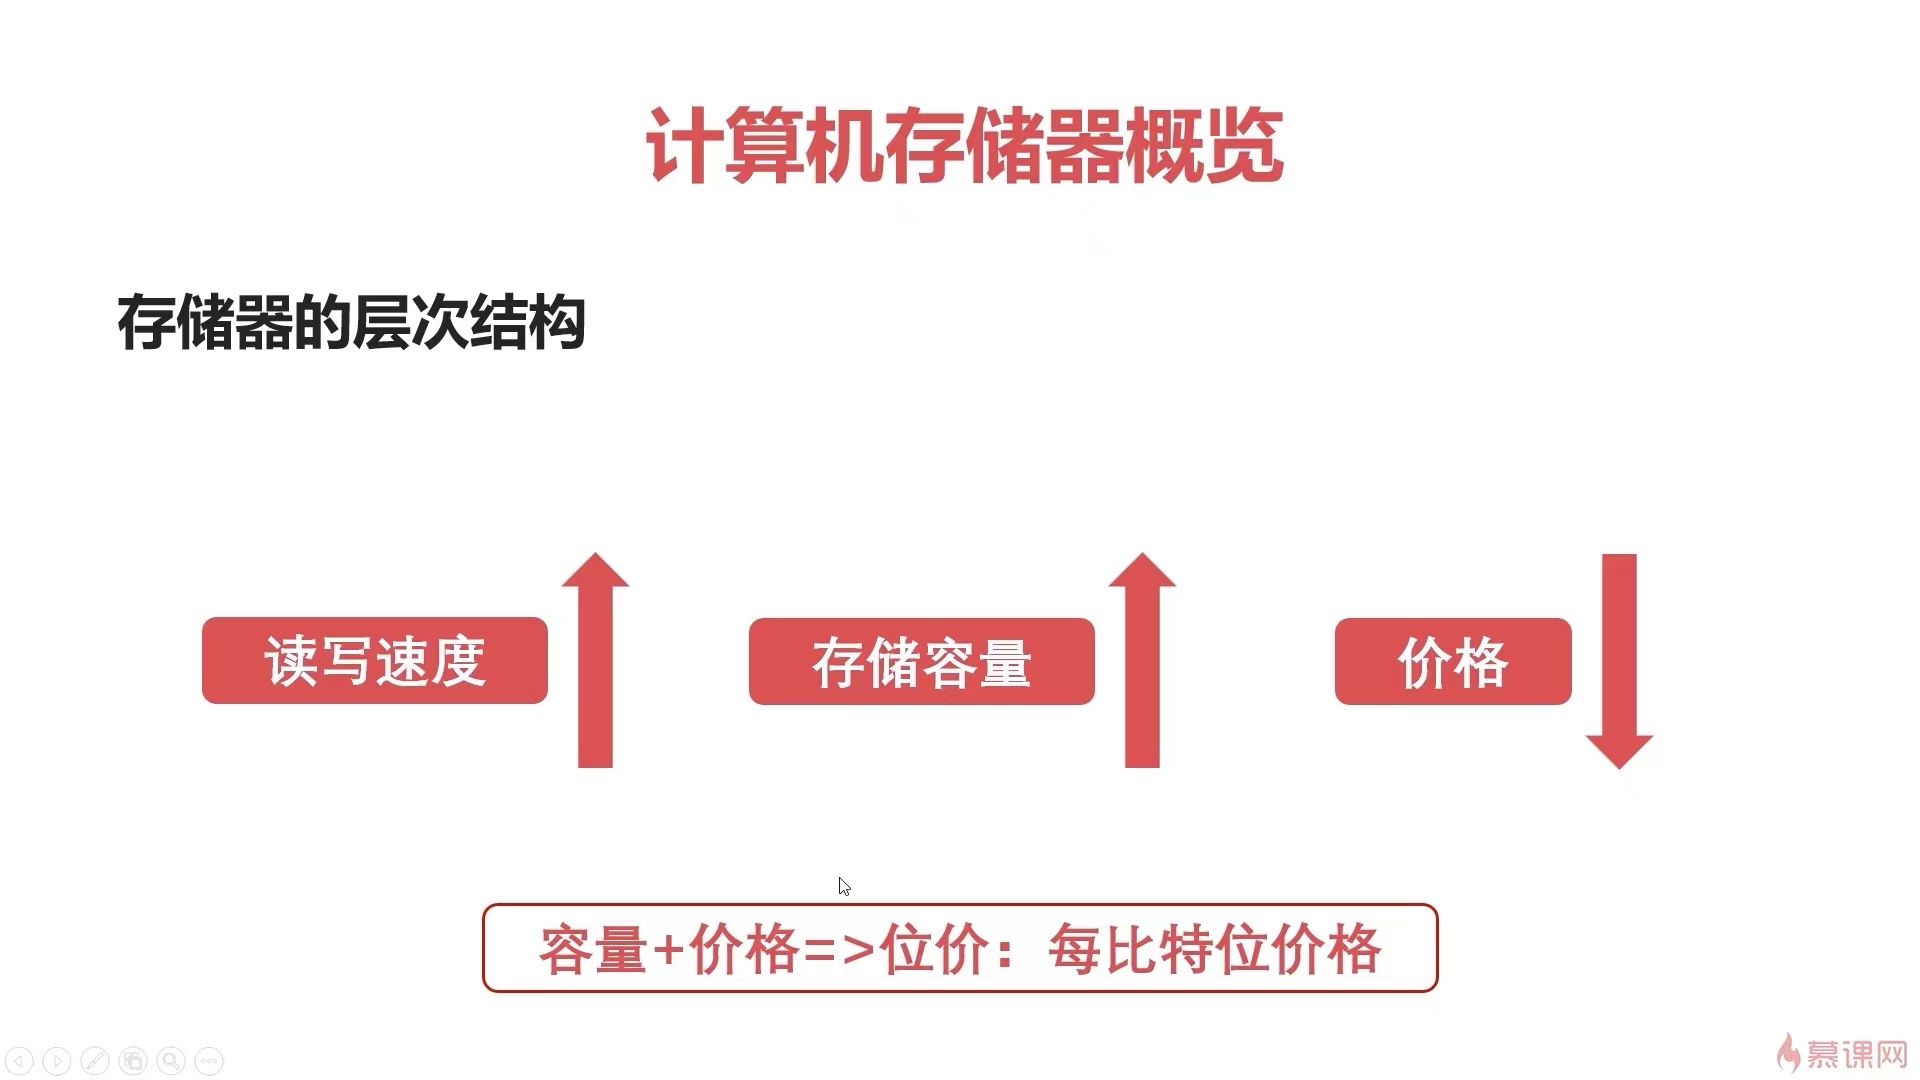 计算机存储器概览
存储器的层次结构
读写速度
存储容量
价格
容量+价格=>位价：每比特位价格
慕课网